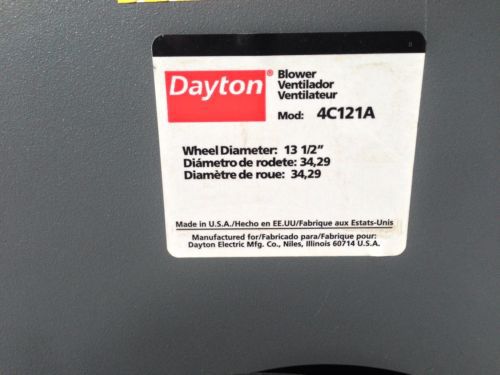 Dayton®
Blower
Ventilador
Ventilateur
Mod: 4C121A
Wheel Diameter: 13 1/2"
Diámetro de rodete: 34,29
Diamètre de roue: 34,29
Made in U.S.A./Hecho en EE.UU/Fabrique aux Estats-Unis
Manufactured for/Fabricado para/Fabrique pour:
Dayton Electric Mfg. Co., Niles, Illinois 60714 U.S.A.